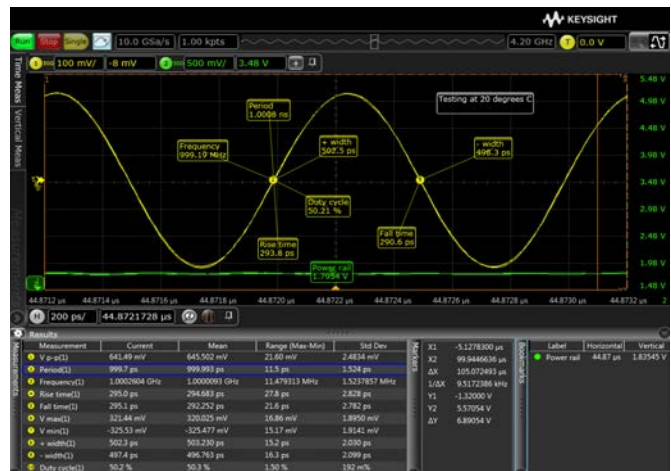 KEYSIGHT
Run Stop Single 10.0 GSa/s 1.00 kpts 4.20 GHz T 0.0 V
1 50Ω 100 mV/ -8 mV 2 50Ω 500 mV/ 3.48 V
Time Meas
Vertical Meas
5.48 V
4.98 V
4.48 V
3.98 V
3.48 V
2.98 V
2.48 V
1.98 V
1.48 V
Testing at 20 degrees C
Period
1.0008 ns
Frequency
999.19 MHz
+ width
502.5 ps
- width
498.3 ps
Duty cycle
50.21 %
Rise time
293.8 ps
Fall time
290.6 ps
Power rail
1.7954 V
44.8712 µs 44.8714 µs 44.8716 µs 44.8718 µs 44.8720 µs 44.8722 µs 44.8724 µs 44.8726 µs 44.8728 µs 44.8730 µs 44.8732 µs 2
H 200 ps/ 44.8721728 µs
Results
Measurements
Measurement Current Mean Range (Max-Min) Std Dev
V p-p(1) 641.49 mV 645.502 mV 21.60 mV 2.4834 mV
Period(1) 999.7 ps 999.993 ps 11.5 ps 1.524 ps
Frequency(1) 1.0002604 GHz 1.0000093 GHz 11.479313 MHz 1.5237857 MHz
Rise time(1) 295.0 ps 294.683 ps 27.8 ps 2.828 ps
Fall time(1) 295.1 ps 292.252 ps 21.6 ps 2.782 ps
V max(1) 321.44 mV 320.025 mV 16.86 mV 1.8950 mV
V min(1) -325.53 mV -325.477 mV 15.17 mV 1.9141 mV
+ width(1) 502.3 ps 503.230 ps 15.2 ps 2.030 ps
- width(1) 497.4 ps 496.763 ps 16.3 ps 2.099 ps
Duty cycle(1) 50.2 % 50.3 % 1.50 % 192 m%
Markers
X1 -5.1278300 µs
X2 99.9446636 µs
ΔX 105.072493 µs
1/ΔX 9.5172386 kHz
Y1 -1.32000 V
Y2 5.57054 V
ΔY 6.89054 V
Bookmarks
Label Horizontal Vertical
Power rail 44.87 µs 1.83545 V